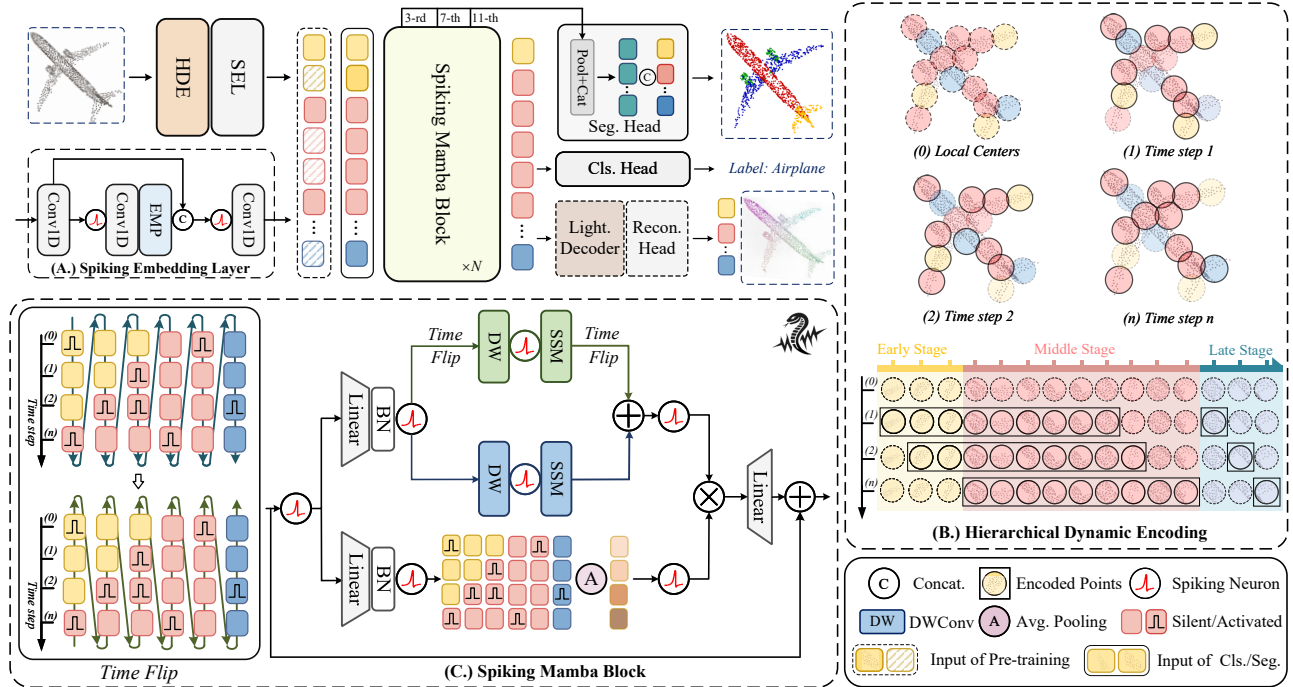 HDE
SEL
3-rd
7-th
11-th
Spiking Mamba Block
×N
Pool+Cat
C
Seg. Head
Cls. Head
Label: Airplane
Light.
Decoder
Recon.
Head
Conv1D
Conv1D
EMP
C
Conv1D
(A.) Spiking Embedding Layer
(0) Local Centers
(1) Time step 1
(2) Time step 2
(n) Time step n
Early Stage
Middle Stage
Late Stage
(0)
(1)
(2)
(n)
(B.) Hierarchical Dynamic Encoding
(0)
(1)
(2)
(n)
Time step
(0)
(1)
(2)
(n)
Time step
Time Flip
Time
Flip
DW
SSM
Time
Flip
Linear
BN
DW
SSM
Linear
BN
A
Linear
(C.) Spiking Mamba Block
C
Concat.
Encoded Points
Spiking Neuron
DW
DWConv
A
Avg. Pooling
Silent/Activated
Input of Pre-training
Input of Cls./Seg.